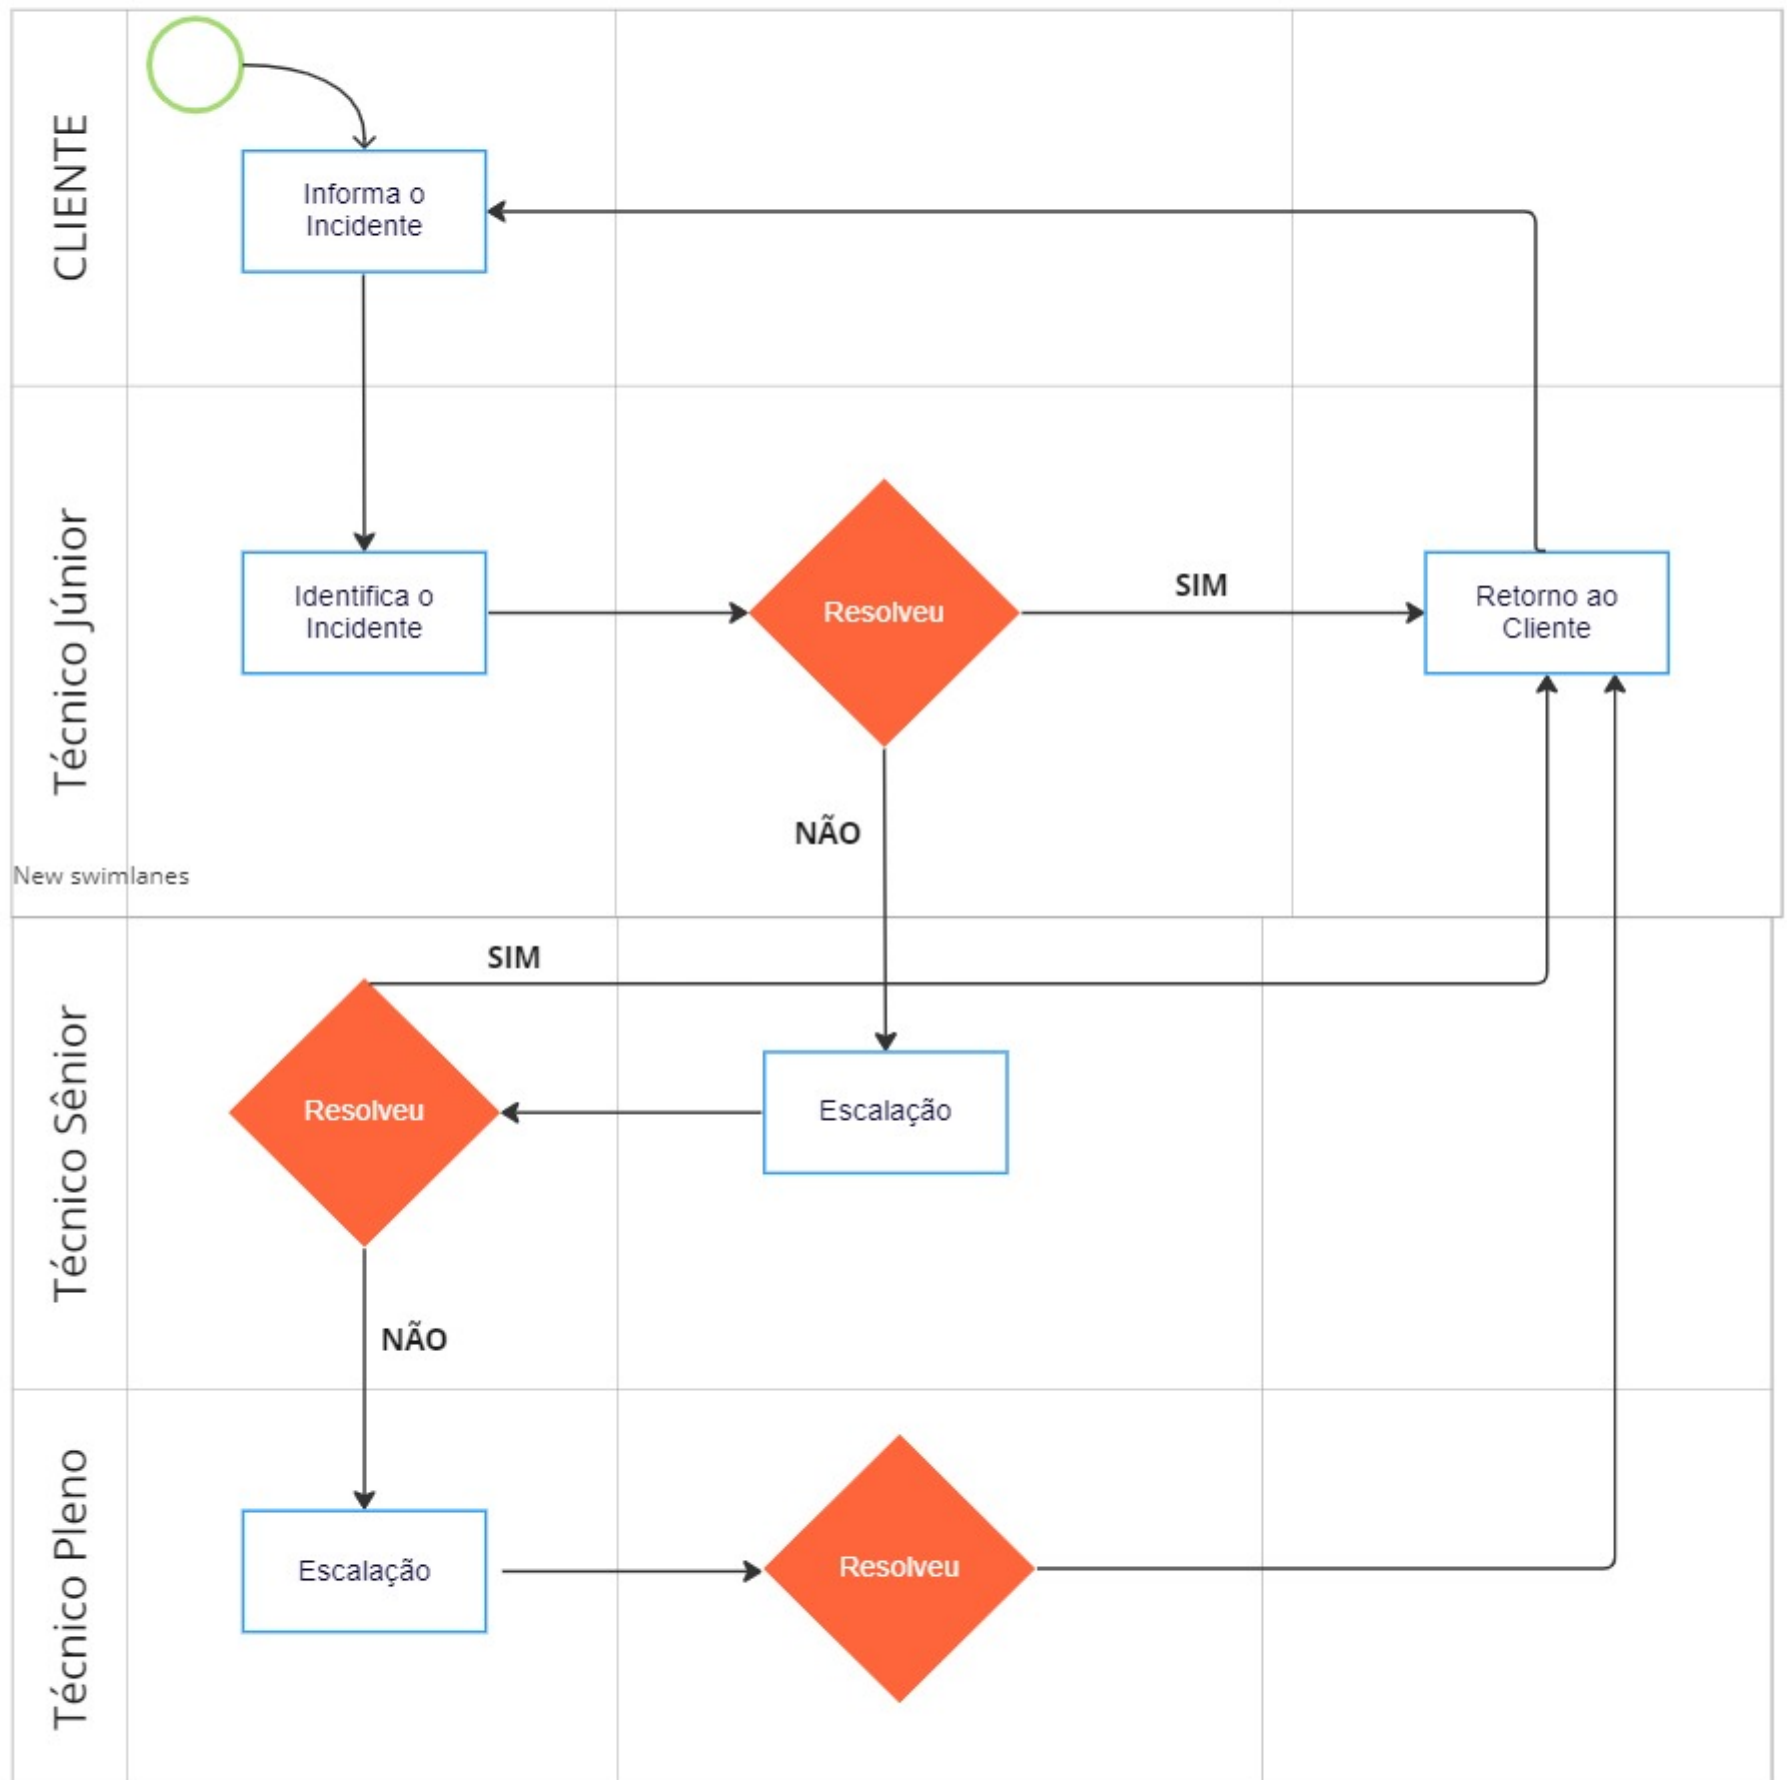 CLIENTE
Informa o
Incidente
Técnico Júnior
Identifica o
Incidente
Resolveu
SIM
Retorno ao
Cliente
NÃO
New swimlanes
Técnico Sênior
SIM
Resolveu
Escalação
NÃO
Técnico Pleno
Escalação
Resolveu